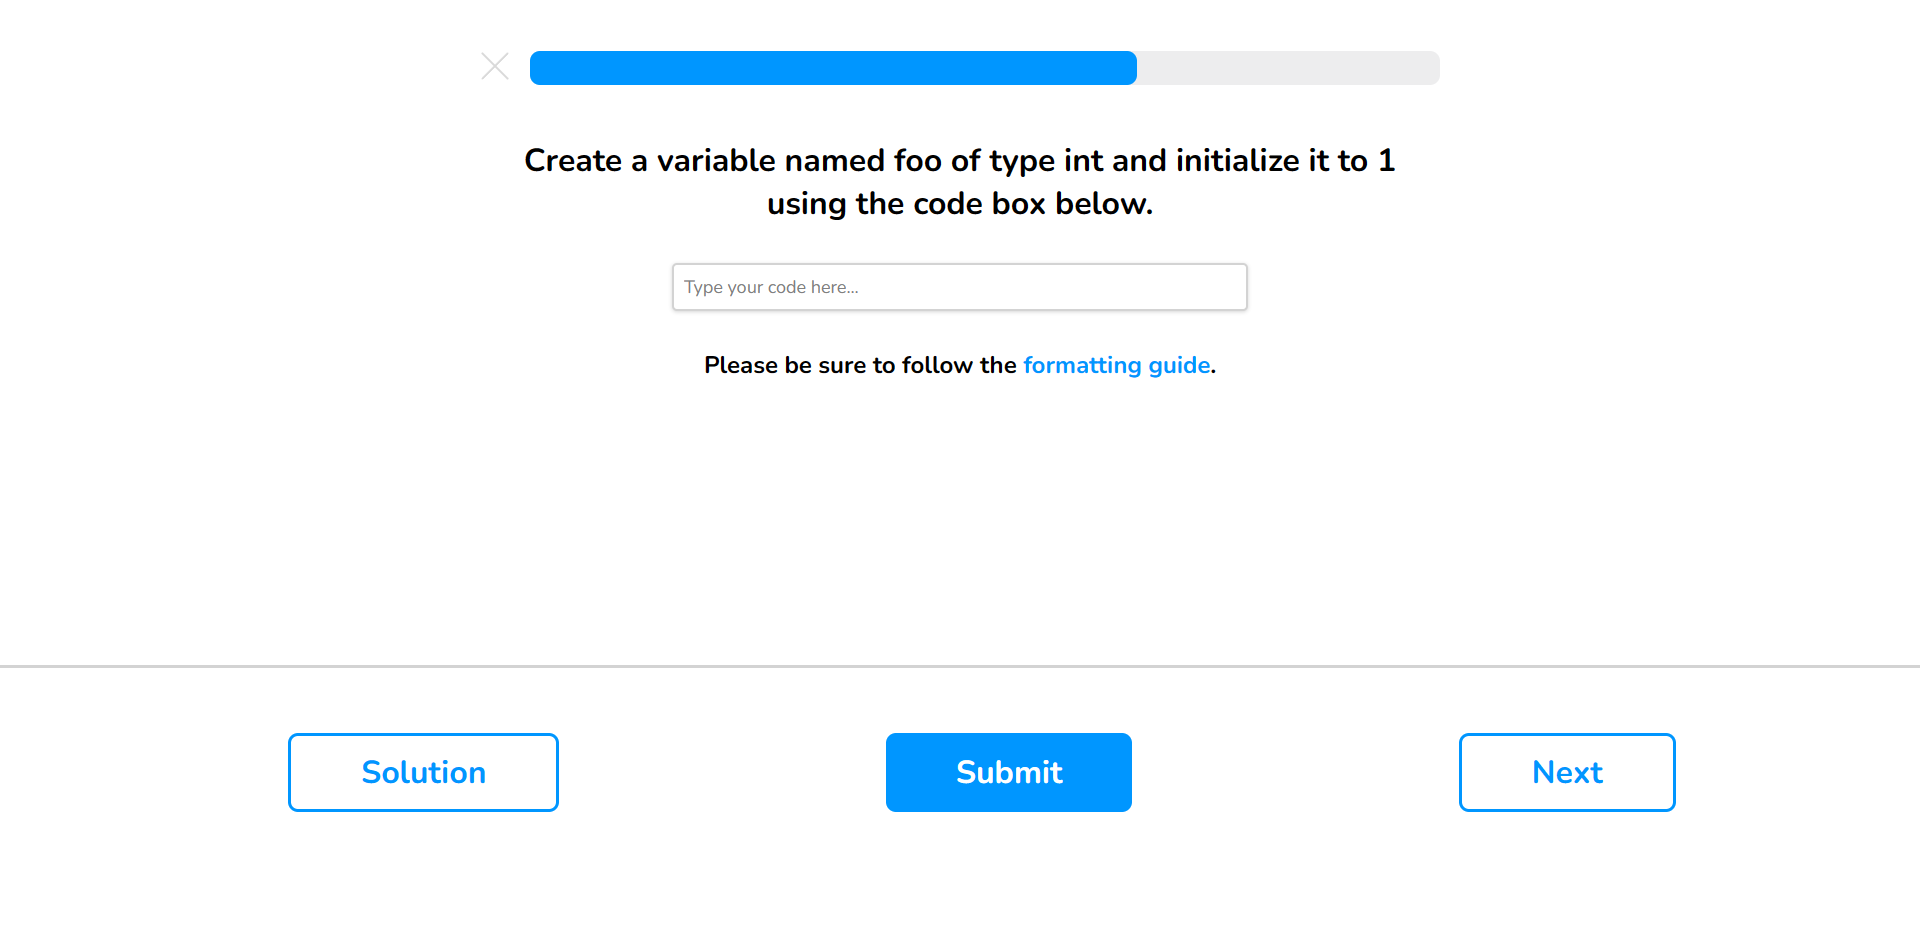 Create a variable named foo of type int and initialize it to 1
using the code box below.
Type your code here...
Please be sure to follow the formatting guide.
Solution
Submit
Next